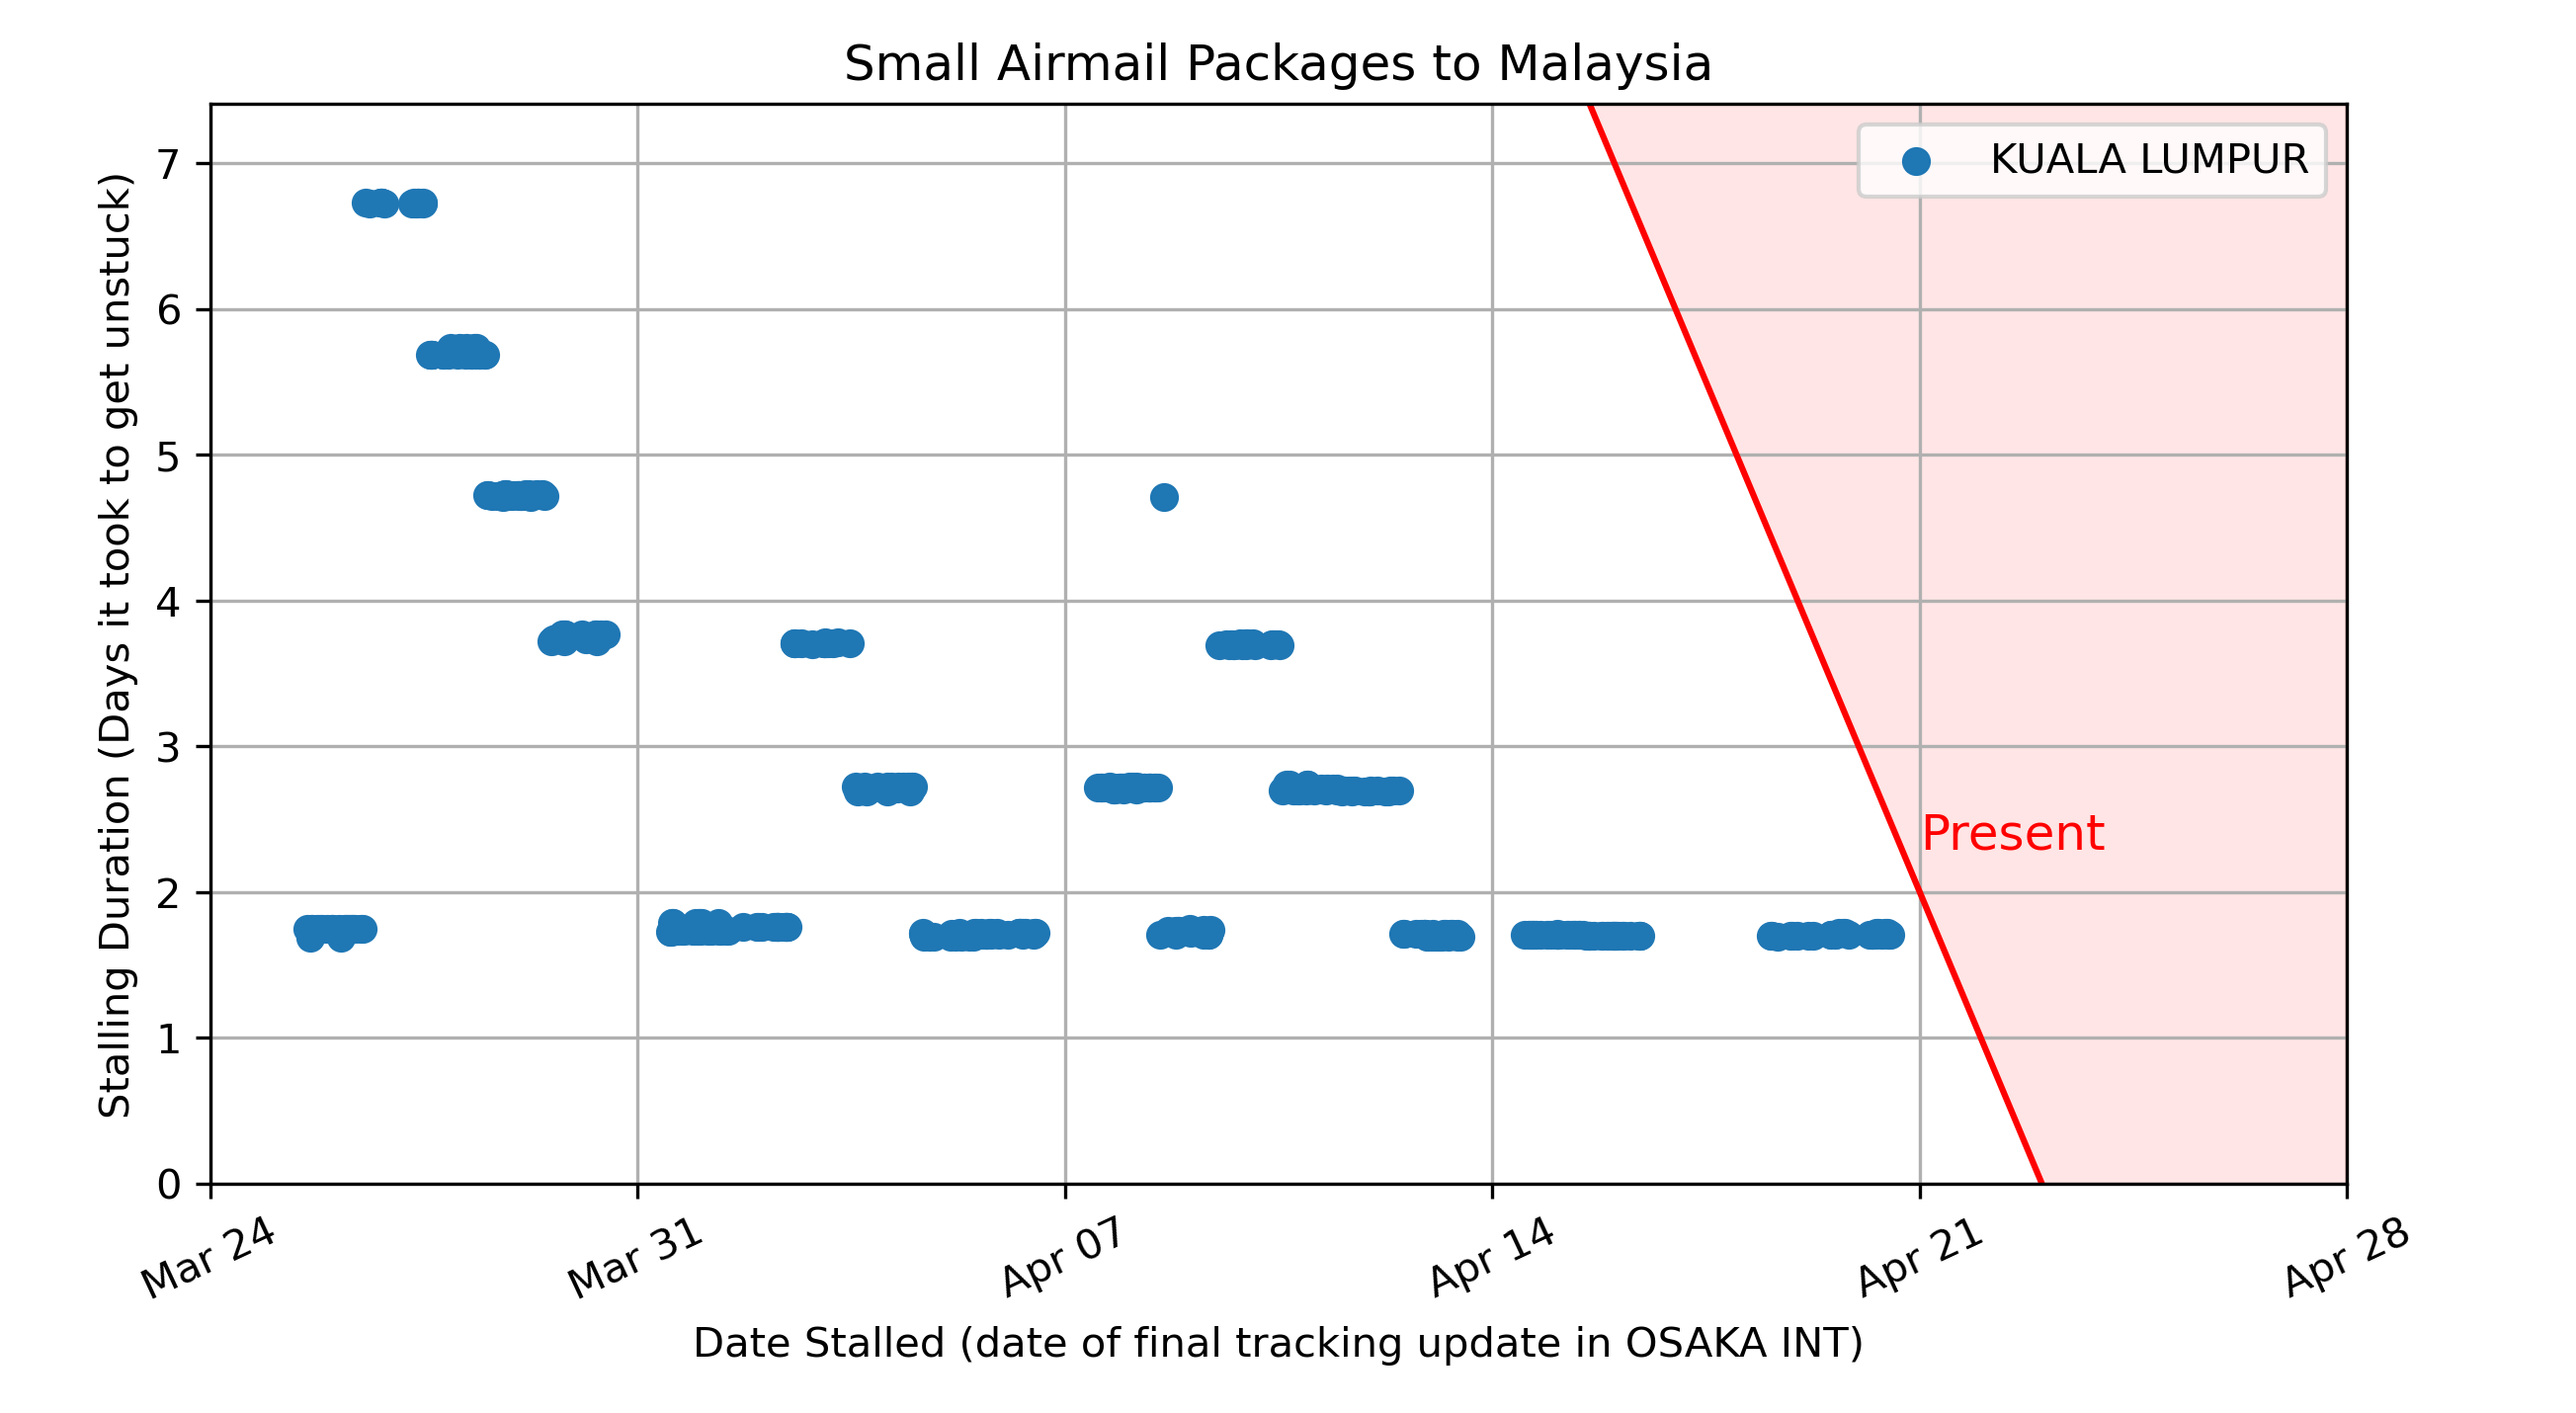 Small Airmail Packages to Malaysia
KUALA LUMPUR
Stalling Duration (Days it took to get unstuck)
7
6
5
4
3
2
1
0
Present
Mar 24
Mar 31
Apr 07
Apr 14
Apr 21
Apr 28
Date Stalled (date of final tracking update in OSAKA INT)